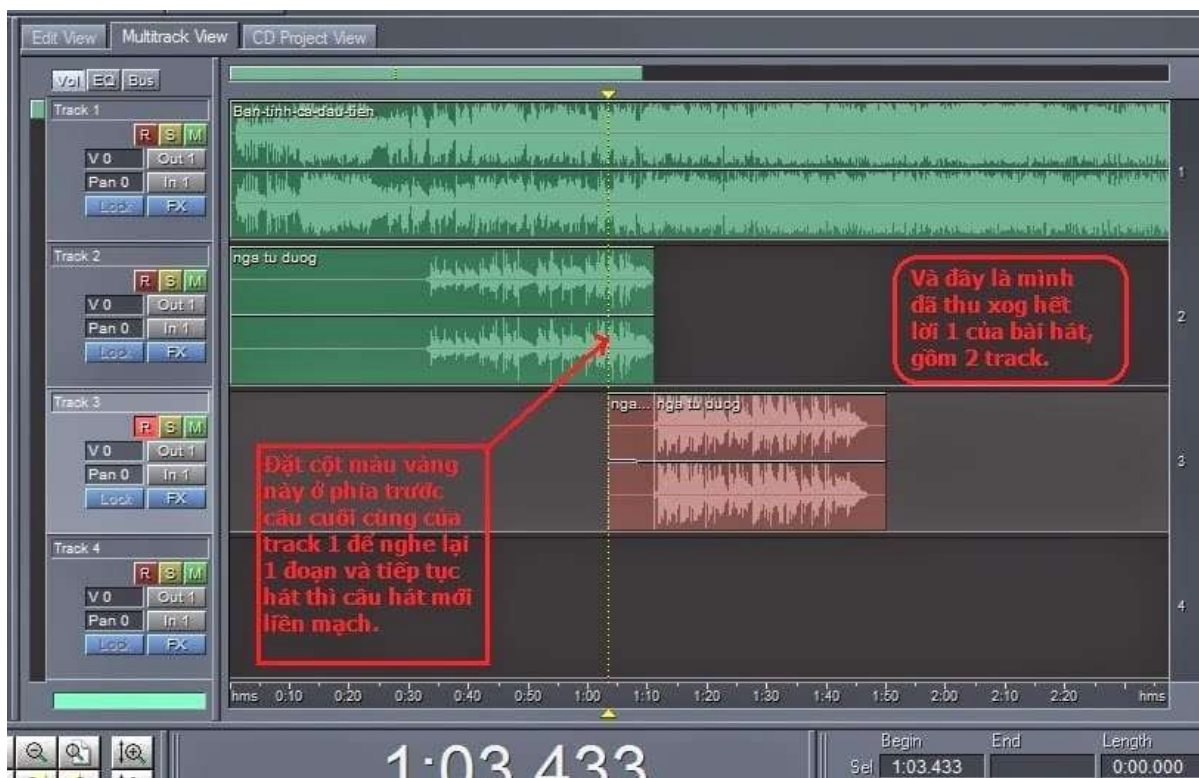 Edit View Multitrack View CD Project View
Vol EQ Bus
Track 1
R S M
V 0 Out 1
Pan 0 In 1
Lock FX
Ban-tinh-ca-dau-tien
1
Track 2
R S M
V 0 Out 1
Pan 0 In 1
Lock FX
nga tu duog
Và đây là mình
đã thu xog hết
lời 1 của bài hát,
gồm 2 track.
2
Track 3
R S M
V 0 Out 1
Pan 0 In 1
Lock FX
nga... nga tu duog
3
Đặt cột màu vàng
này ở phía trước
câu cuối cùng của
track 1 để nghe lại
1 đoạn và tiếp tục
hát thì câu hát mới
liền mạch.
Track 4
R S M
V 0 Out 1
Pan 0 In 1
Lock FX
4
hms 0:10 0:20 0:30 0:40 0:50 1:00 1:10 1:20 1:30 1:40 1:50 2:00 2:10 2:20 hms
1:03.433
Begin End Length
Sel 1:03.433 0:00.000